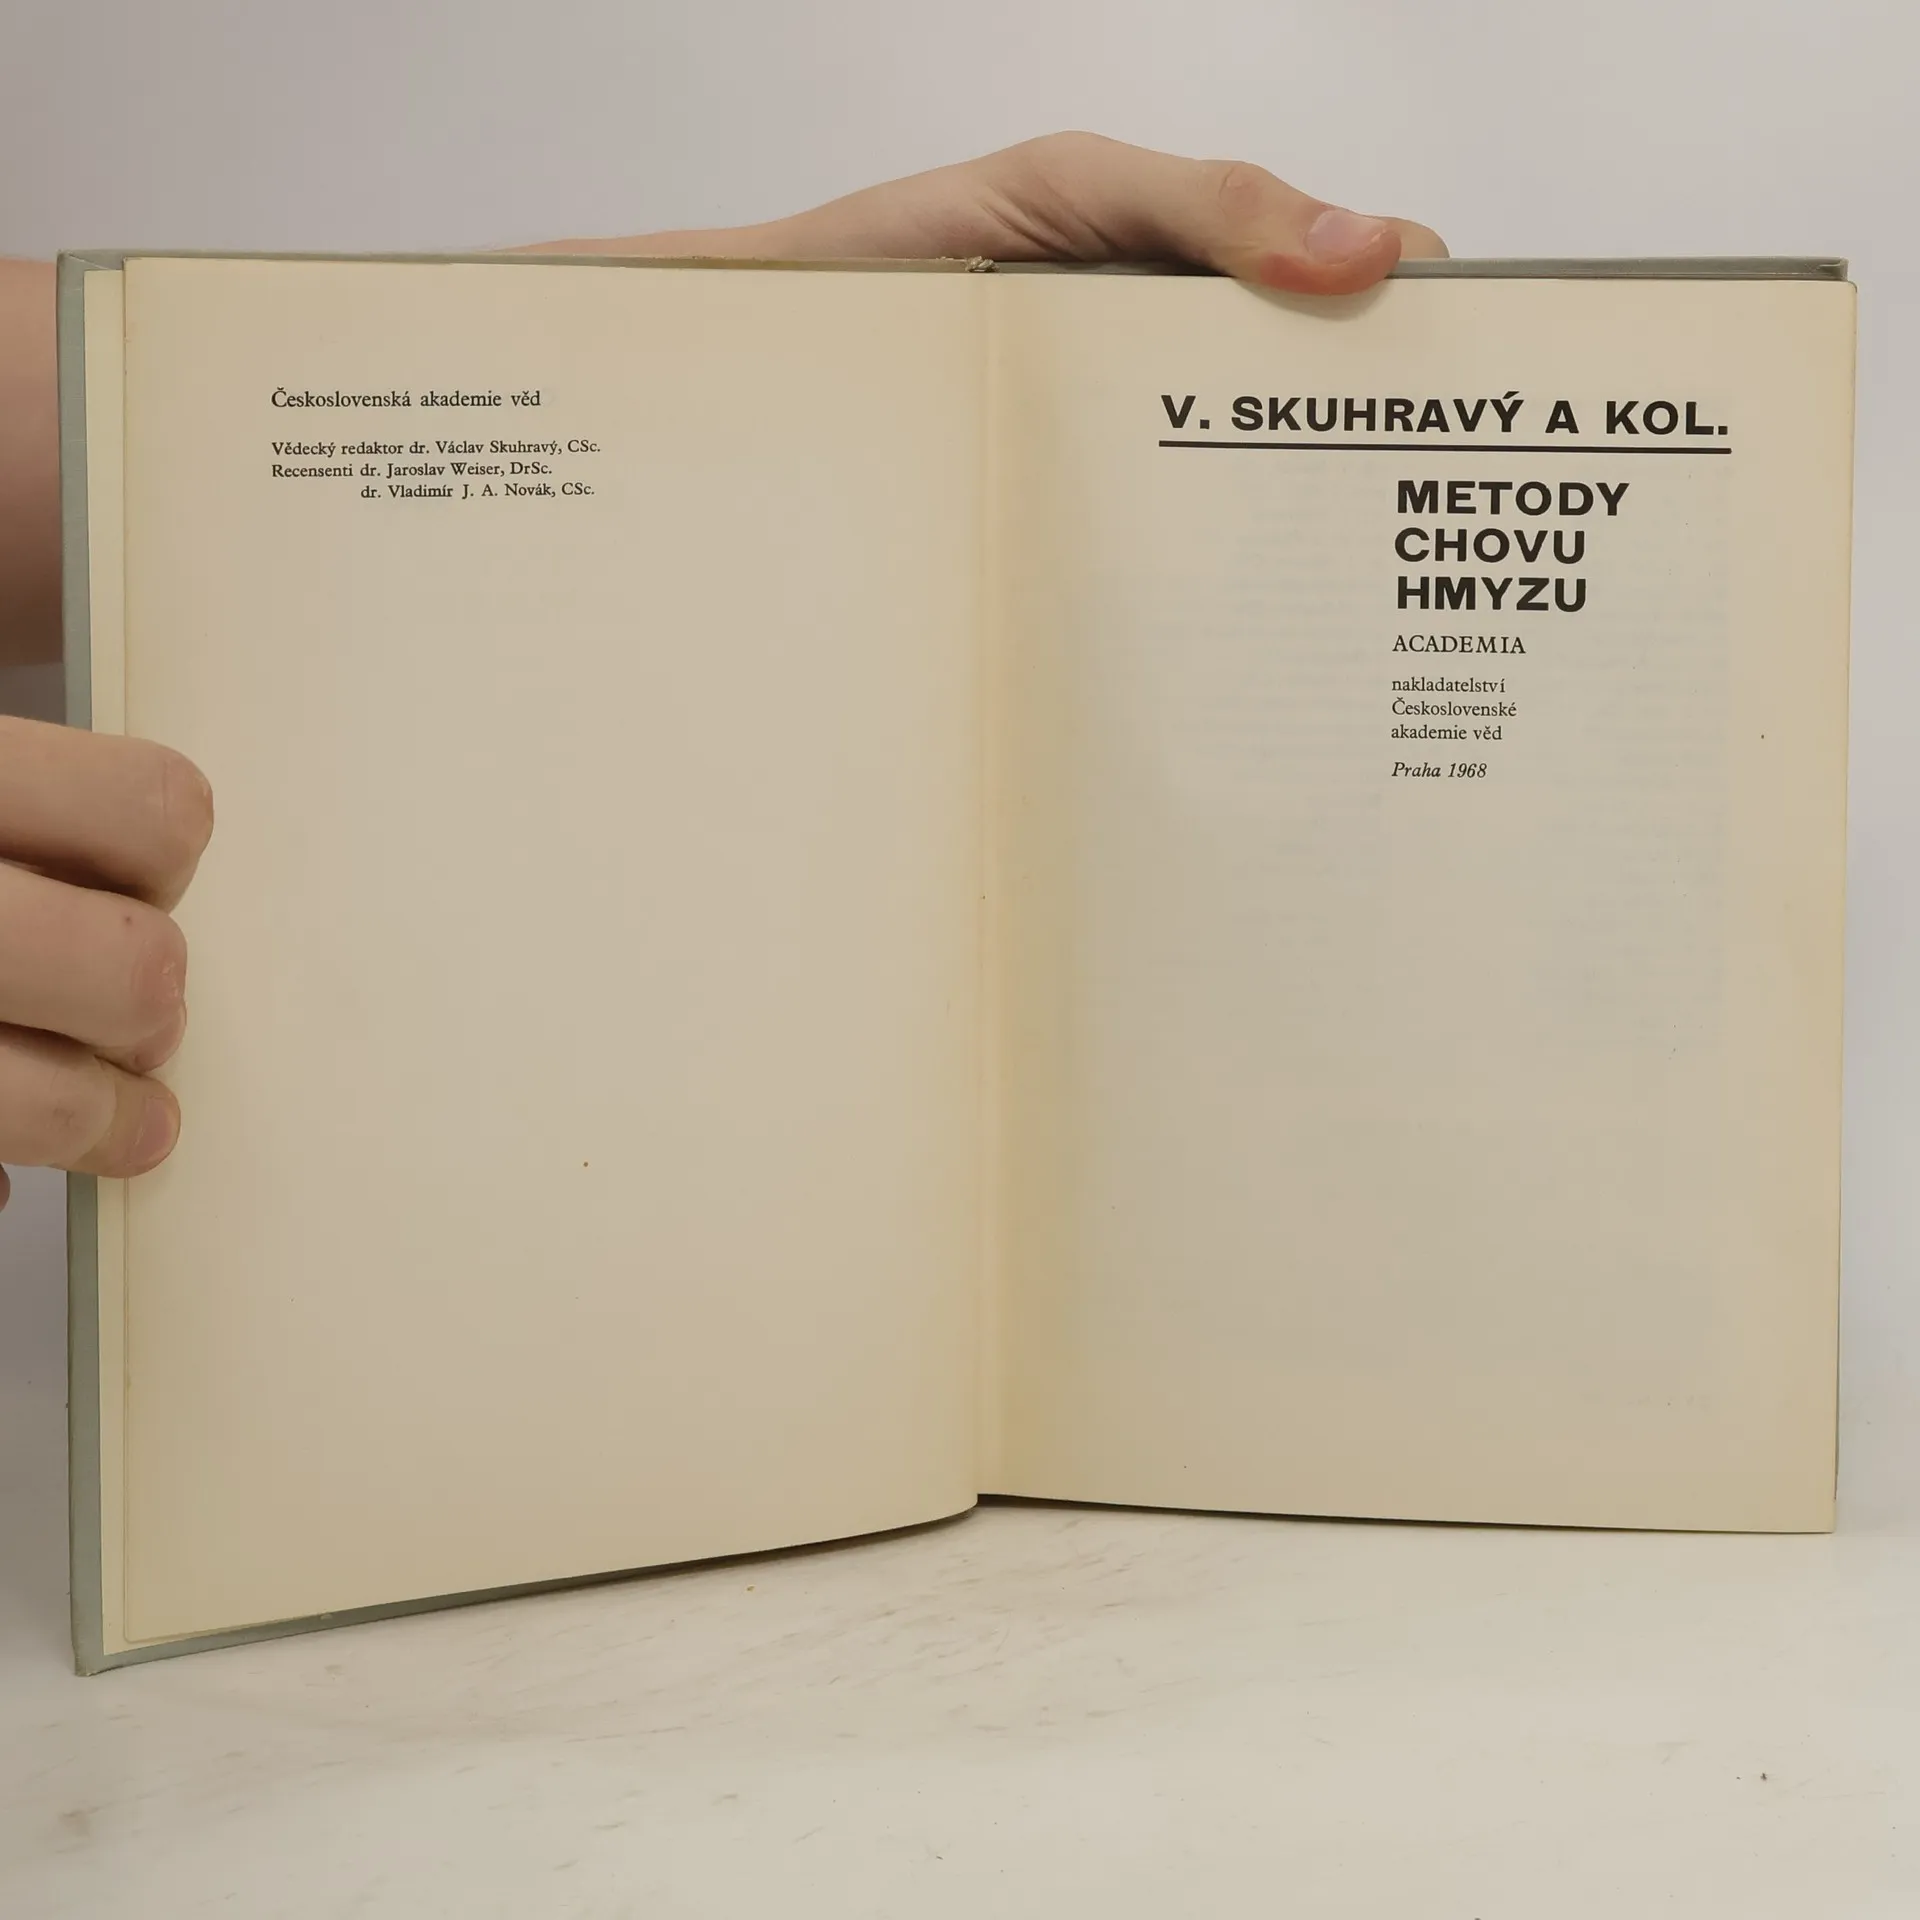 Československá akademie věd
Vědecký redaktor dr. Václav Skuhravý, CSc.
Recensenti dr. Jaroslav Weiser, DrSc.
dr. Vladimír J. A. Novák, CSc.
V. SKUHRAVÝ A KOL.
METODY
CHOVU
HMYZU
ACADEMIA
nakladatelství
Československé
akademie věd
Praha 1968